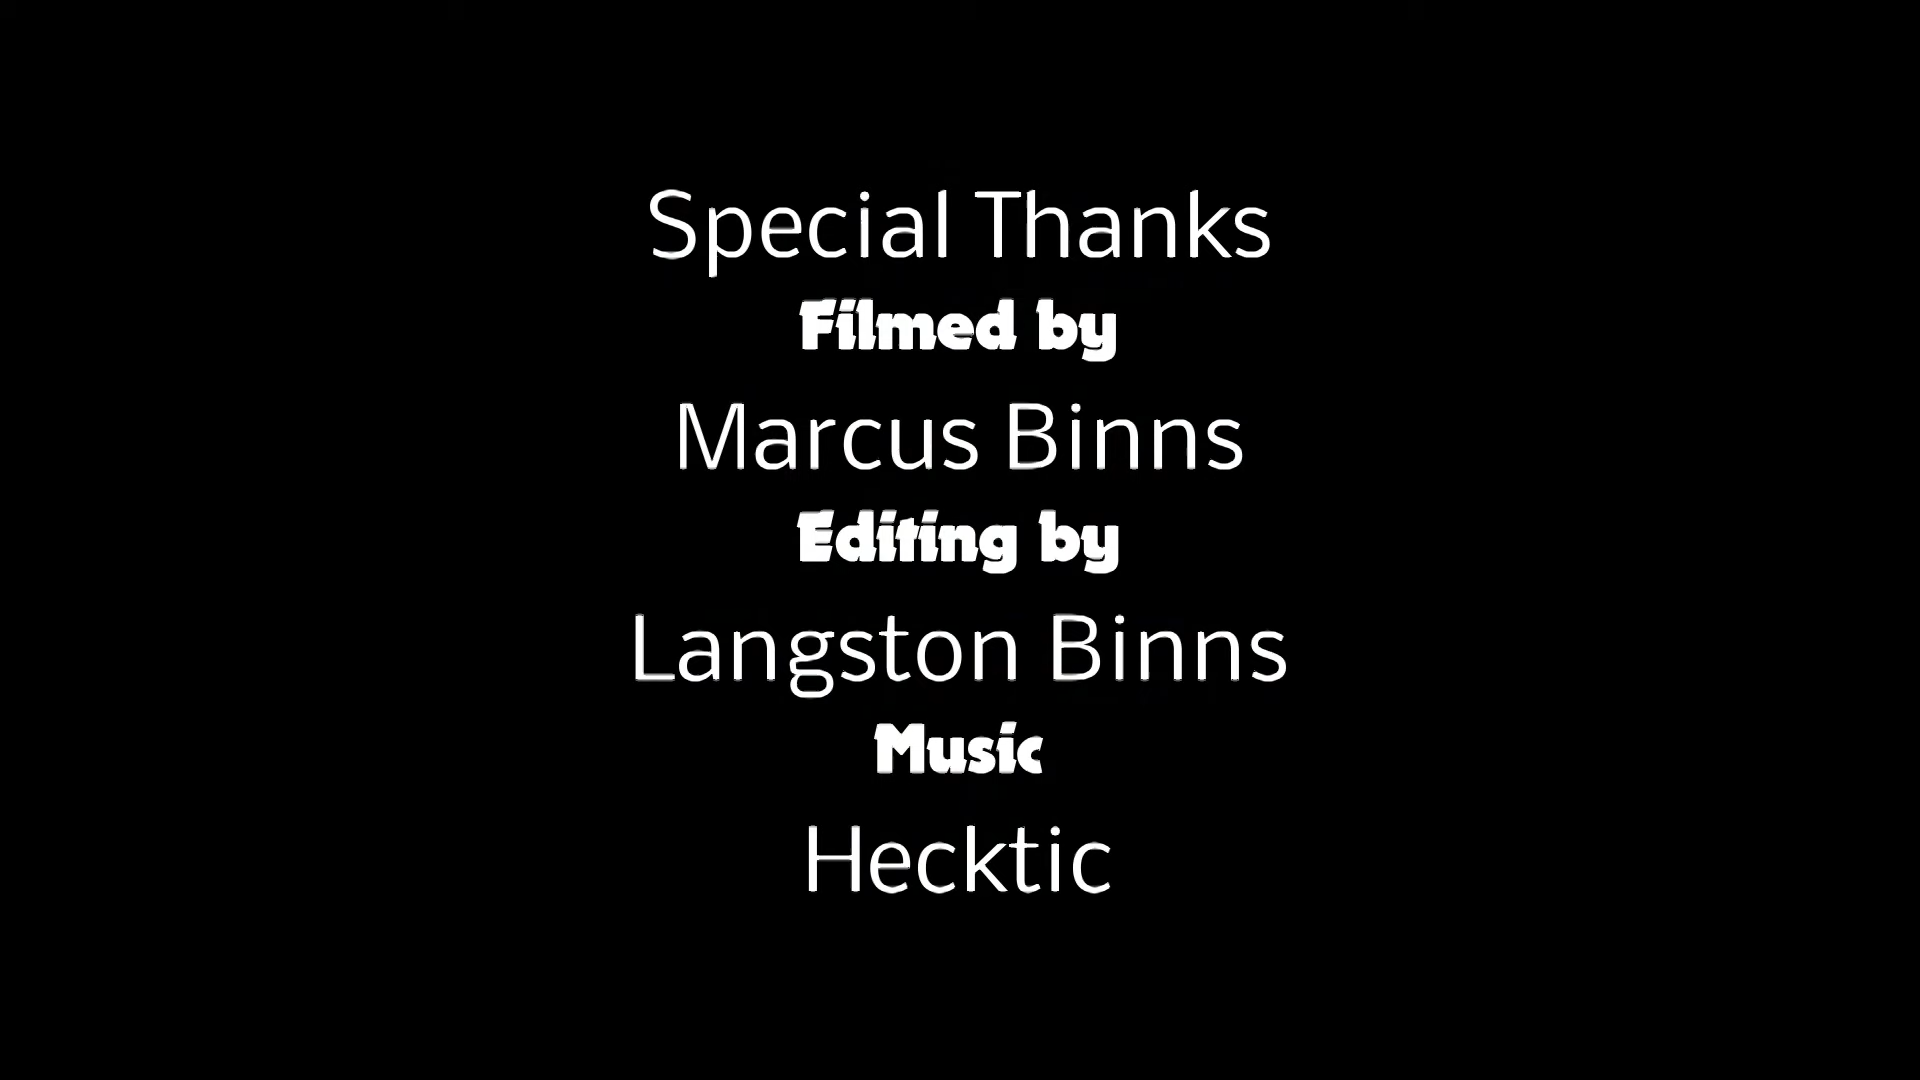 Special Thanks
Filmed by
Marcus Binns
Editing by
Langston Binns
Music
Hecktic